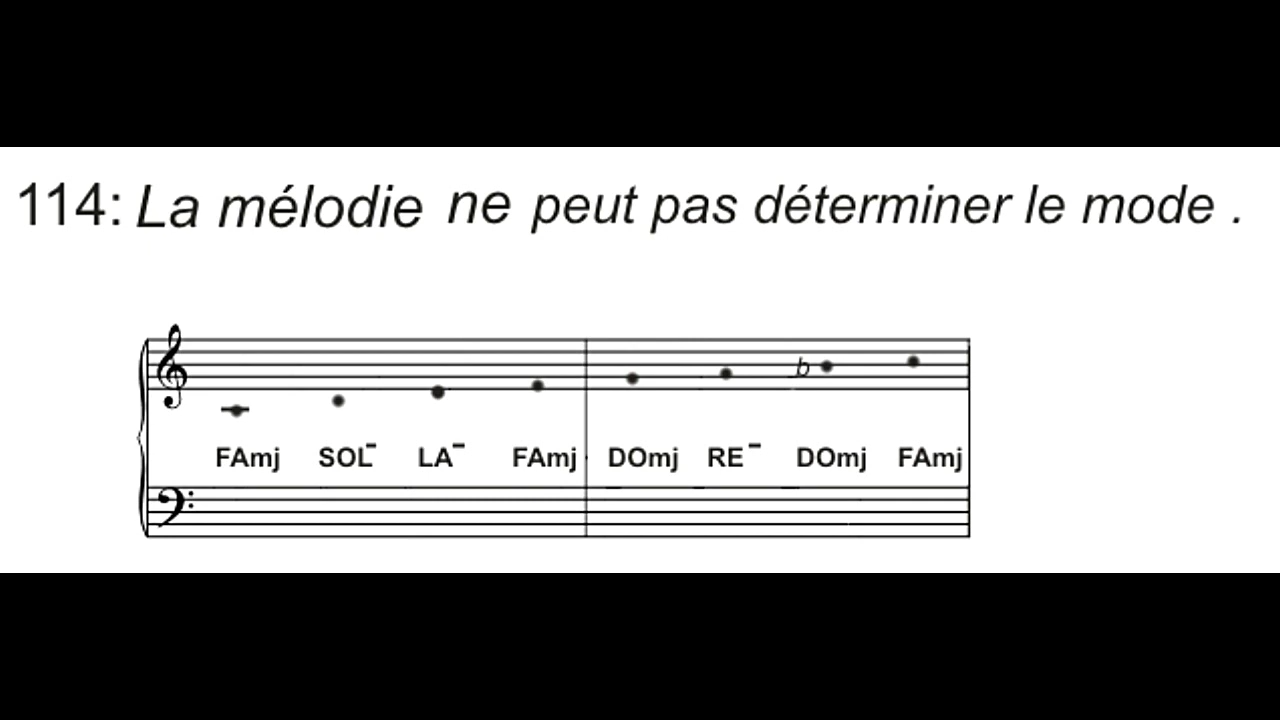 114: La mélodie ne peut pas déterminer le mode .
b
FAmj SOL- LA- FAmj DOmj RE- DOmj FAmj